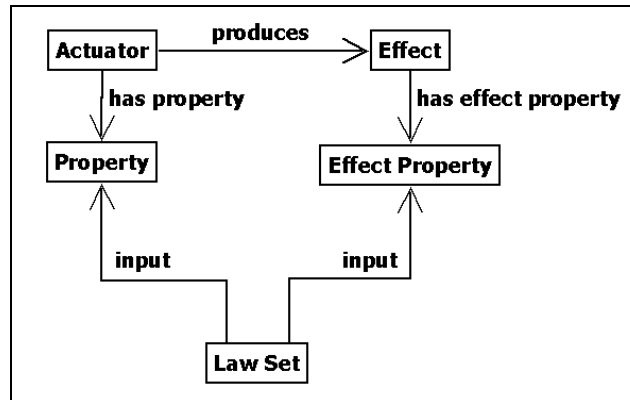 produces
Actuator
Effect
has property
has effect property
Property
Effect Property
input
input
Law Set